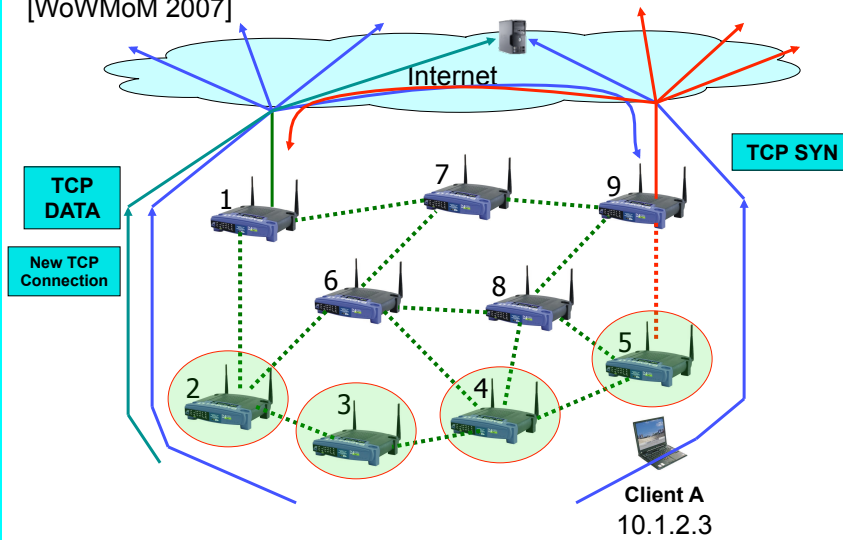 [WoWMoM 2007]
Internet
TCP SYN
TCP
DATA
New TCP
Connection
1
7
9
6
8
5
2
3
4
Client A
10.1.2.3